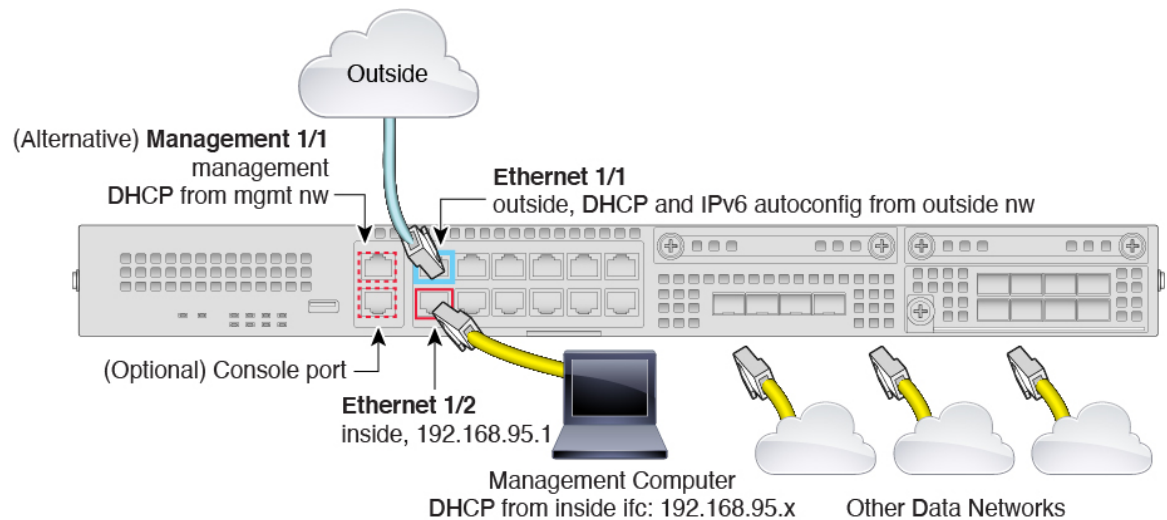 Outside
(Alternative) Management 1/1
management
DHCP from mgmt nw
Ethernet 1/1
outside, DHCP and IPv6 autoconfig from outside nw
(Optional) Console port
Ethernet 1/2
inside, 192.168.95.1
Management Computer
DHCP from inside ifc: 192.168.95.x
Other Data Networks